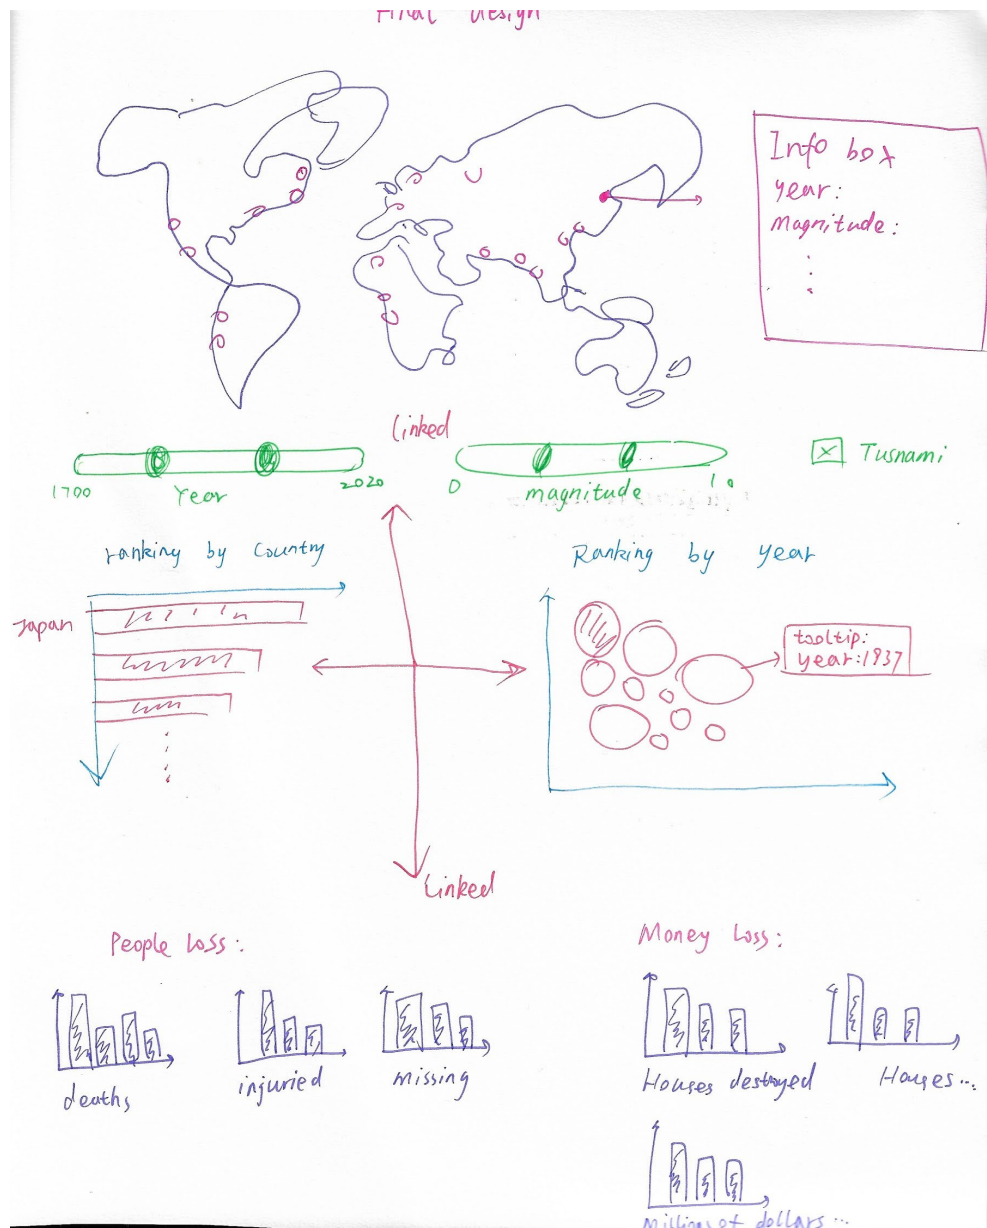 Final design
Info box
year:
Magnitude:
Linked
1700
Year
2020
0
magnitude
10
Tusnami
ranking by country
Japan
Ranking by year
tooltip:
year:1937
Linked
People Loss:
deaths
injuried
missing
Money Loss:
Houses destroyed
Houses...
Millions of dollars...